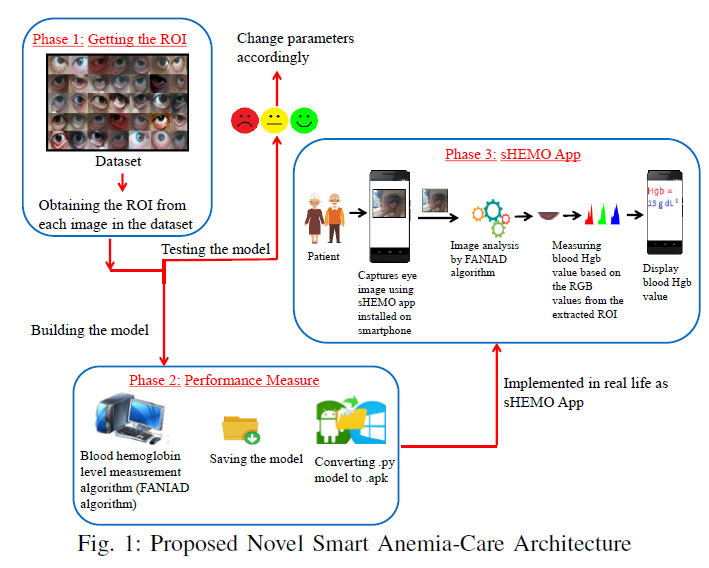 Phase 1: Getting the ROI
Dataset
Obtaining the ROI from
each image in the dataset
Change parameters
accordingly
Testing the model
Building the model
Phase 3: sHEMO App
Patient
Captures eye
image using
sHEMO app
installed on
smartphone
Image analysis
by FANIAD
algorithm
Measuring
blood Hgb
value based on
the RGB
values from the
extracted ROI
Hgb =
13 g dL-1
Display
blood Hgb
value
Phase 2: Performance Measure
Blood hemoglobin
level measurement
algorithm (FANIAD
algorithm)
Saving the model
Converting .py
model to .apk
Implemented in real life as
sHEMO App
Fig. 1: Proposed Novel Smart Anemia-Care Architecture